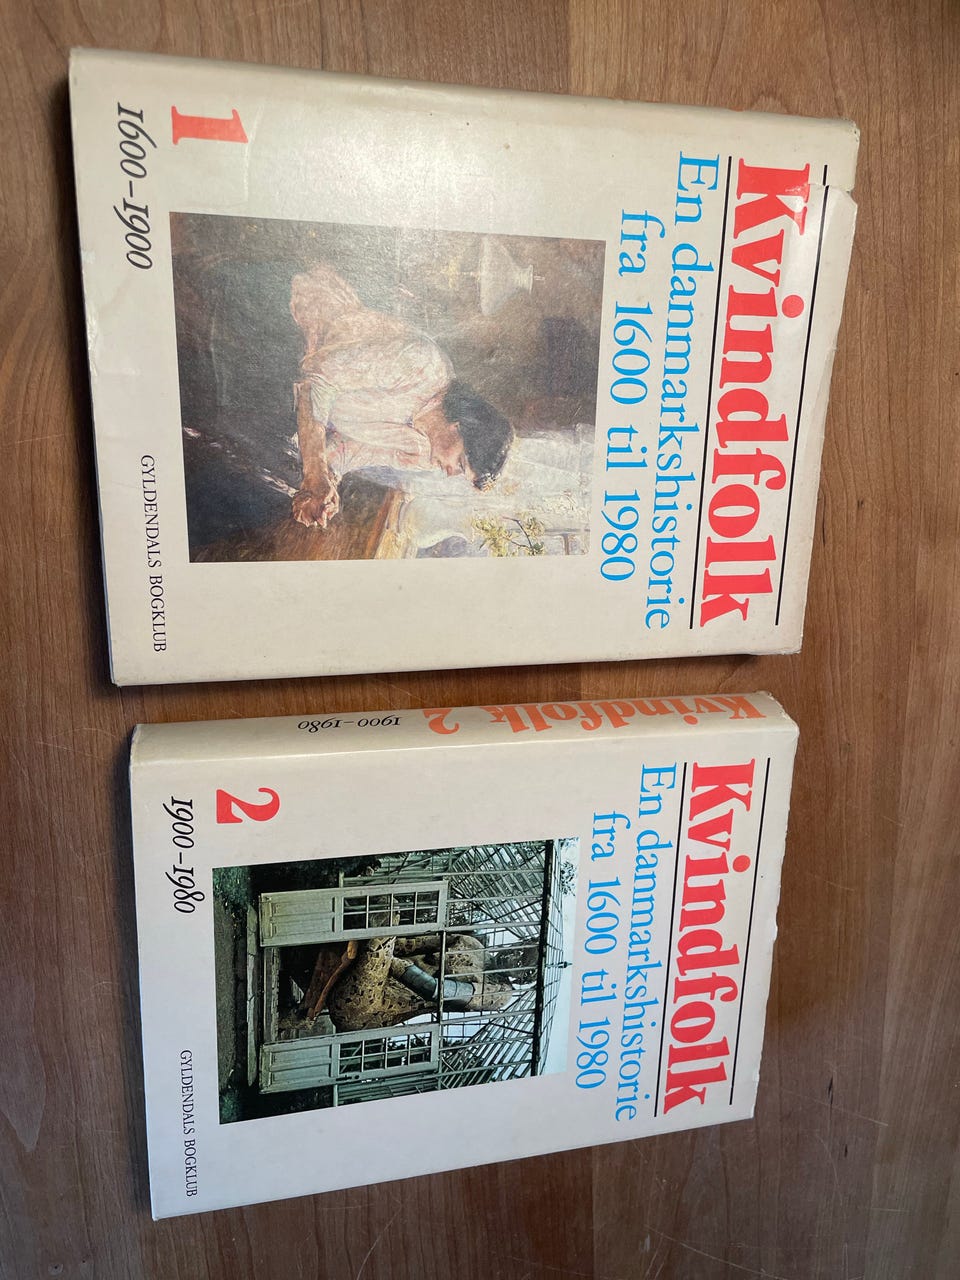 Kvindfolk
En danmarkshistorie
fra 1600 til 1980
1
1600–1900
GYLDENDALS BOGKLUB
Kvindfolk 2
1900–1980
Kvindfolk
En danmarkshistorie
fra 1600 til 1980
2
1900–1980
GYLDENDALS BOGKLUB